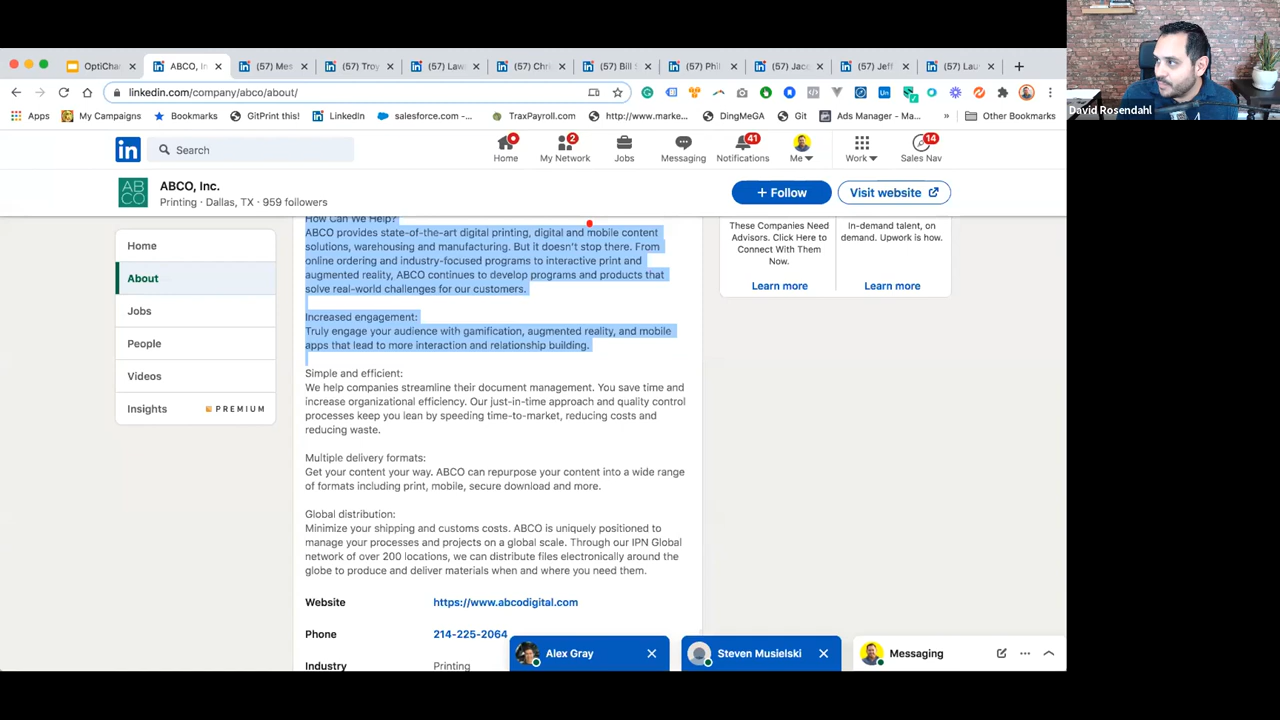 OptiCha
ABCO, In
(57) Mes
(57) Troy
(57) Law
(57) Chri
(57) Bill S
(57) Phil
(57) Jaco
(57) Jeff
(57) Lau
linkedin.com/company/abco/about/
Apps
My Campaigns
Bookmarks
GitPrint this!
LinkedIn
salesforce.com -...
TraxPayroll.com
http://www.marke...
DingMeGA
Git
Ads Manager - Ma...
»
Other Bookmarks
David Rosendahl
in
Search
Home
2
My Network
Jobs
Messaging
41
Notifications
Me
Work
14
Sales Nav
AB
CO
ABCO, Inc.
Printing · Dallas, TX · 959 followers
+ Follow
Visit website
Home
About
Jobs
People
Videos
Insights
PREMIUM
How Can We Help?
ABCO provides state-of-the-art digital printing, digital and mobile content
solutions, warehousing and manufacturing. But it doesn't stop there. From
online ordering and industry-focused programs to interactive print and
augmented reality, ABCO continues to develop programs and products that
solve real-world challenges for our customers.
Increased engagement:
Truly engage your audience with gamification, augmented reality, and mobile
apps that lead to more interaction and relationship building.
Simple and efficient:
We help companies streamline their document management. You save time and
increase organizational efficiency. Our just-in-time approach and quality control
processes keep you lean by speeding time-to-market, reducing costs and
reducing waste.
Multiple delivery formats:
Get your content your way. ABCO can repurpose your content into a wide range
of formats including print, mobile, secure download and more.
Global distribution:
Minimize your shipping and customs costs. ABCO is uniquely positioned to
manage your processes and projects on a global scale. Through our IPN Global
network of over 200 locations, we can distribute files electronically around the
globe to produce and deliver materials when and where you need them.
Website
https://www.abcodigital.com
Phone
214-225-2064
Industry
Printing
These Companies Need
Advisors. Click Here to
Connect With Them
Now.
Learn more
In-demand talent, on
demand. Upwork is how.
Learn more
Alex Gray
Steven Musielski
Messaging